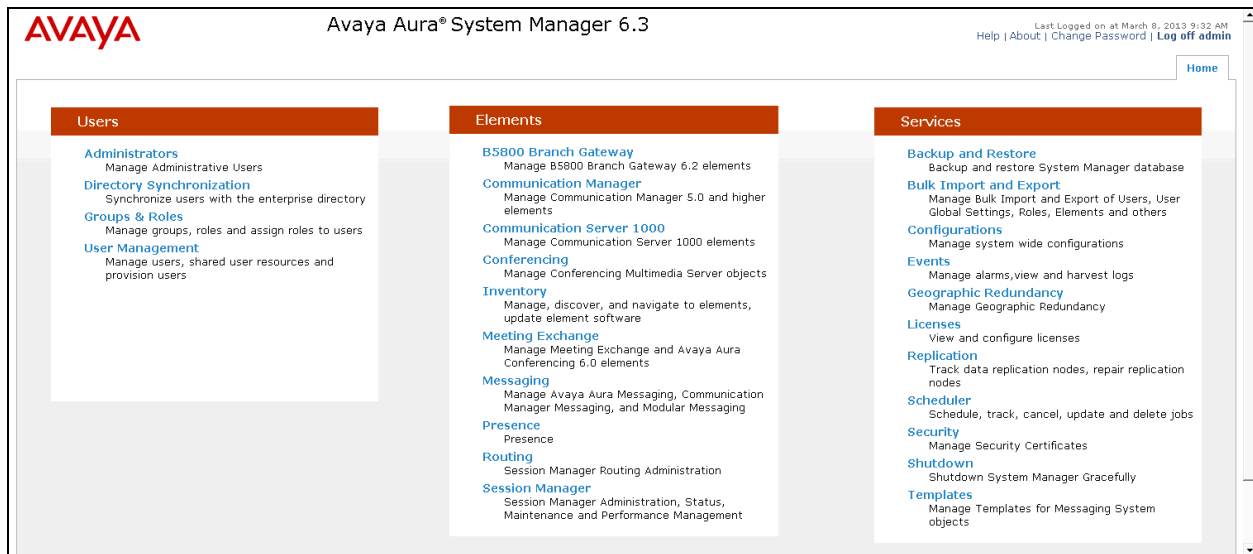 AVAYA
Avaya Aura® System Manager 6.3
Last Logged on at March 8, 2013 9:32 AM
Help | About | Change Password | Log off admin
Home
Users
Administrators
Manage Administrative Users
Directory Synchronization
Synchronize users with the enterprise directory
Groups & Roles
Manage groups, roles and assign roles to users
User Management
Manage users, shared user resources and
provision users
Elements
B5800 Branch Gateway
Manage B5800 Branch Gateway 6.2 elements
Communication Manager
Manage Communication Manager 5.0 and higher
elements
Communication Server 1000
Manage Communication Server 1000 elements
Conferencing
Manage Conferencing Multimedia Server objects
Inventory
Manage, discover, and navigate to elements,
update element software
Meeting Exchange
Manage Meeting Exchange and Avaya Aura
Conferencing 6.0 elements
Messaging
Manage Avaya Aura Messaging, Communication
Manager Messaging, and Modular Messaging
Presence
Presence
Routing
Session Manager Routing Administration
Session Manager
Session Manager Administration, Status,
Maintenance and Performance Management
Services
Backup and Restore
Backup and restore System Manager database
Bulk Import and Export
Manage Bulk Import and Export of Users, User
Global Settings, Roles, Elements and others
Configurations
Manage system wide configurations
Events
Manage alarms,view and harvest logs
Geographic Redundancy
Manage Geographic Redundancy
Licenses
View and configure licenses
Replication
Track data replication nodes, repair replication
nodes
Scheduler
Schedule, track, cancel, update and delete jobs
Security
Manage Security Certificates
Shutdown
Shutdown System Manager Gracefully
Templates
Manage Templates for Messaging System
objects